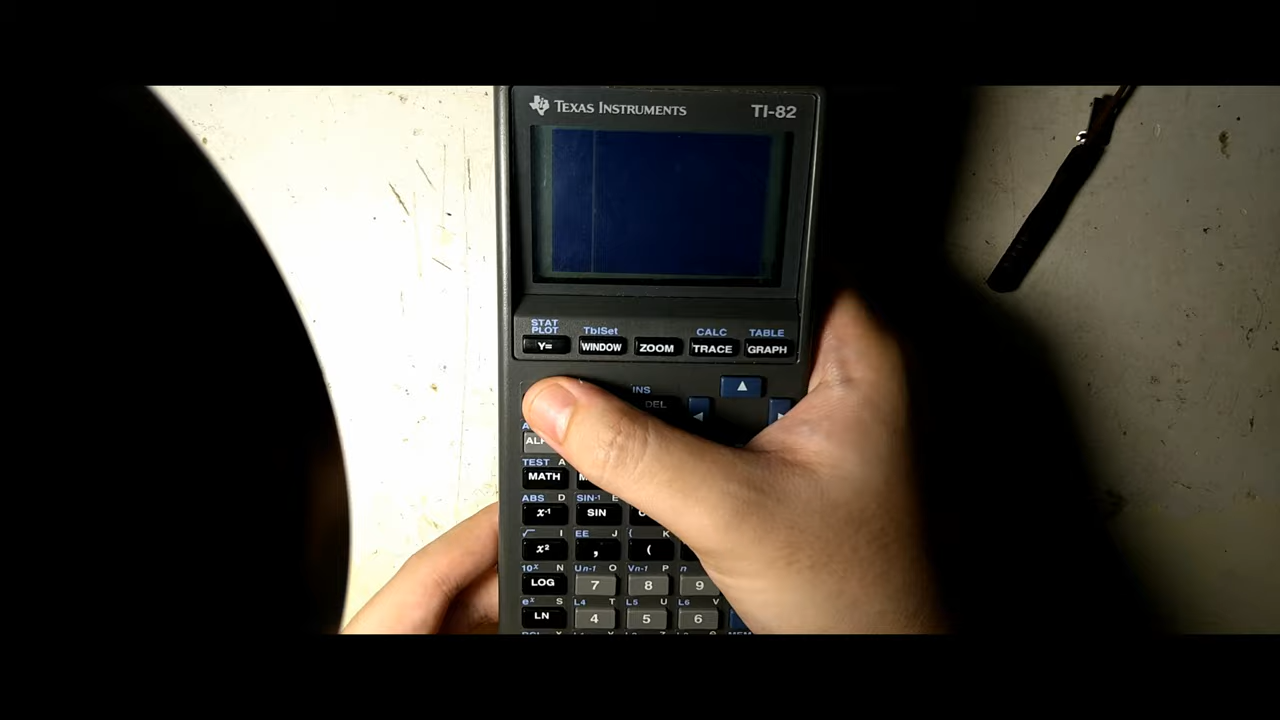 TEXAS INSTRUMENTS TI-82
STAT PLOT TblSet CALC TABLE
Y= WINDOW ZOOM TRACE GRAPH
INS
DEL
A
TEST A
MATH
ABS D SIN-1 E
x-1 SIN
√ I EE J ( K
x2 , (
10x N Un-1 O Vn-1 P n
LOG 7 8 9
ex S L4 T L5 U L6 V
LN 4 5 6